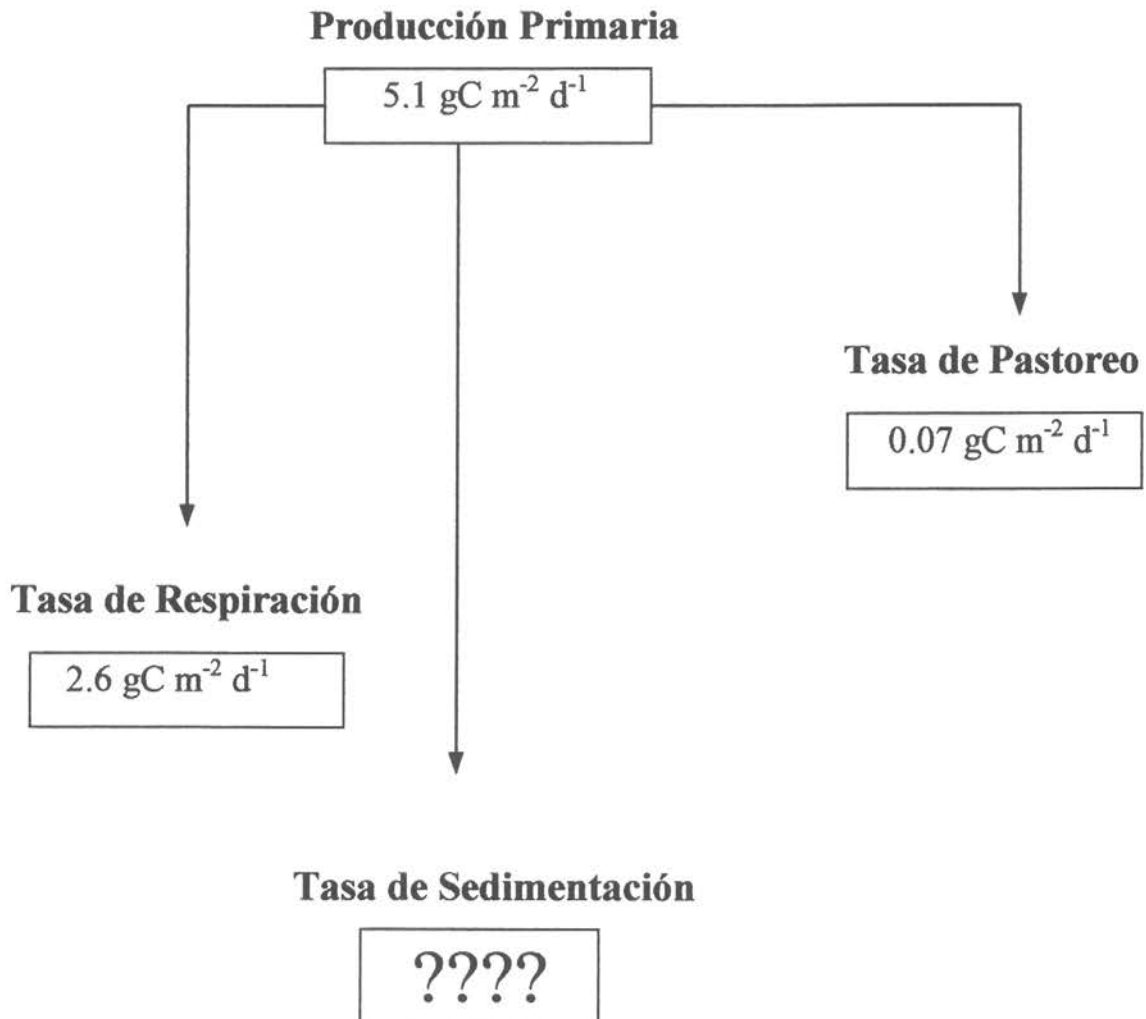 Producción Primaria
5.1 gC m⁻² d⁻¹
Tasa de Pastoreo
0.07 gC m⁻² d⁻¹
Tasa de Respiración
2.6 gC m⁻² d⁻¹
Tasa de Sedimentación
????